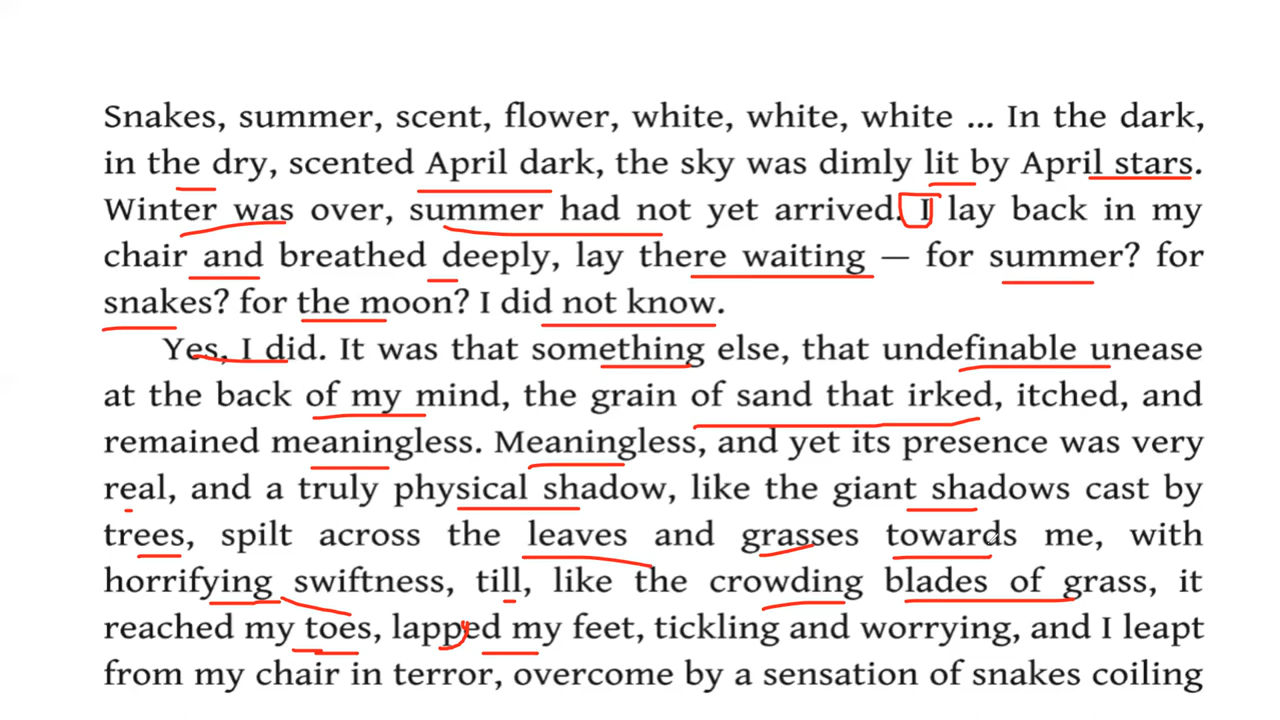 Snakes, summer, scent, flower, white, white, white ... In the dark,
in the dry, scented April dark, the sky was dimly lit by April stars.
Winter was over, summer had not yet arrived. I lay back in my
chair and breathed deeply, lay there waiting — for summer? for
snakes? for the moon? I did not know.
Yes, I did. It was that something else, that undefinable unease
at the back of my mind, the grain of sand that irked, itched, and
remained meaningless. Meaningless, and yet its presence was very
real, and a truly physical shadow, like the giant shadows cast by
trees, spilt across the leaves and grasses towards me, with
horrifying swiftness, till, like the crowding blades of grass, it
reached my toes, lapped my feet, tickling and worrying, and I leapt
from my chair in terror, overcome by a sensation of snakes coiling